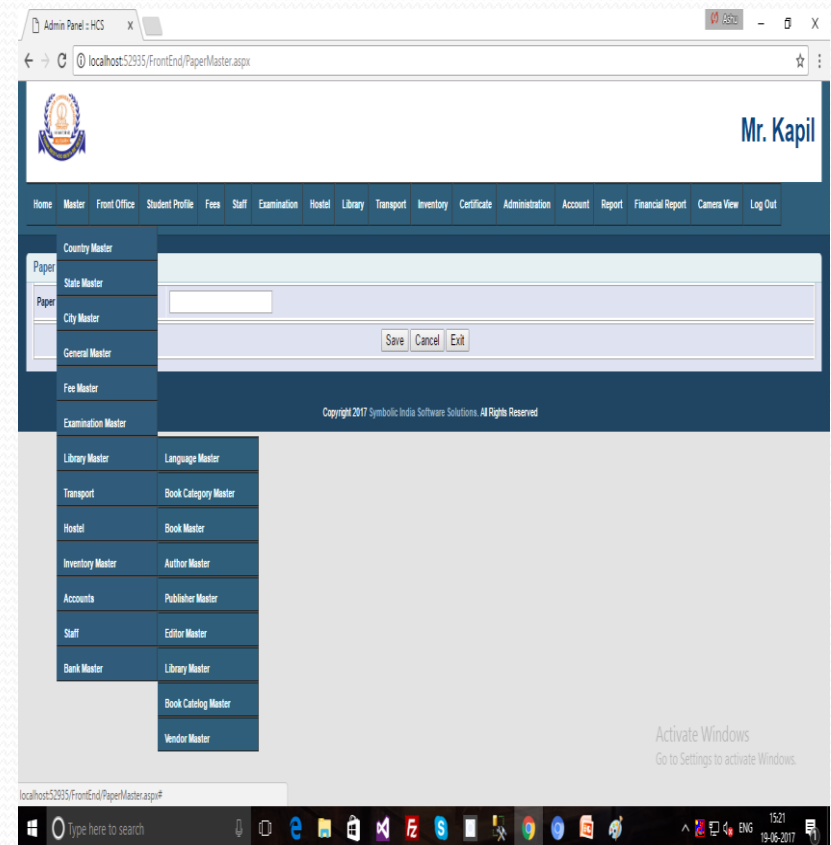 Admin Panel :: HCS
Ashu
localhost:52935/FrontEnd/PaperMaster.aspx
Mr. Kapil
Home Master Front Office Student Profile Fees Staff Examination Hostel Library Transport Inventory Certificate Administration Account Report Financial Report Camera View Log Out
Country Master
Paper
State Master
Paper
City Master
Save Cancel Exit
General Master
Fee Master
Copyright 2017 Symbolic India Software Solutions. All Rights Reserved
Examination Master
Library Master Language Master
Transport Book Category Master
Hostel Book Master
Inventory Master Author Master
Accounts Publisher Master
Staff Editor Master
Bank Master Library Master
Book Catelog Master
Vendor Master
Activate Windows
Go to Settings to activate Windows.
localhost:52935/FrontEnd/PaperMaster.aspx#
Type here to search
ENG
15:21
19-06-2017